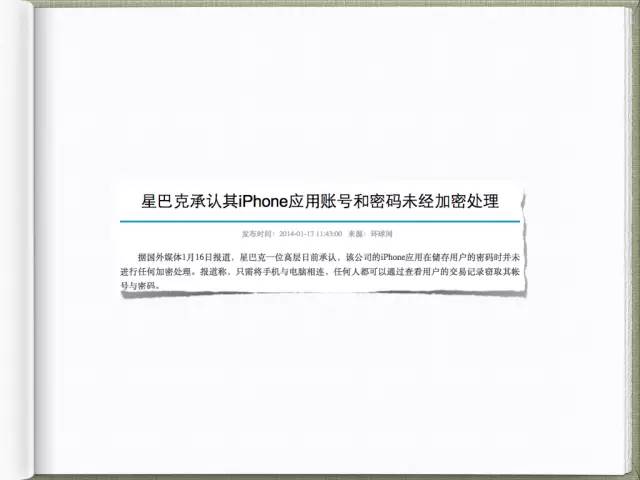 星巴克承认其iPhone应用账号和密码未经加密处理
发布时间：2014-01-17 11:43:00 来源：环球网
据国外媒体1月16日报道，星巴克一位高层日前承认，该公司的iPhone应用在储存用户的密码时并未
进行任何加密处理。报道称，只需将手机与电脑相连，任何人都可以通过查看用户的交易记录窃取其帐
号与密码。